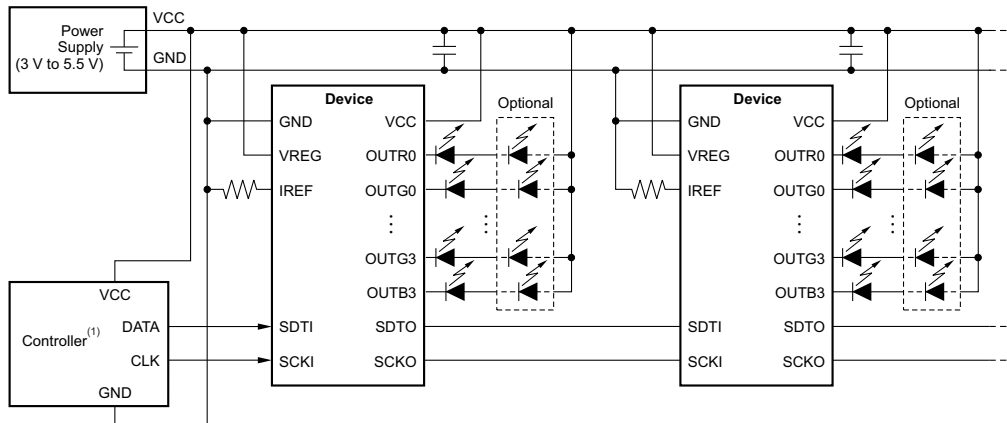 VCC
Power
Supply
(3 V to 5.5 V)
GND
Device
GND
VREG
IREF
SDTI
SCKI
VCC
OUTR0
OUTG0
⋮
OUTG3
OUTB3
SDTO
SCKO
Optional
⋮
Device
GND
VREG
IREF
SDTI
SCKI
VCC
OUTR0
OUTG0
⋮
OUTG3
OUTB3
SDTO
SCKO
Optional
⋮
VCC
Controller(1)
DATA
CLK
GND